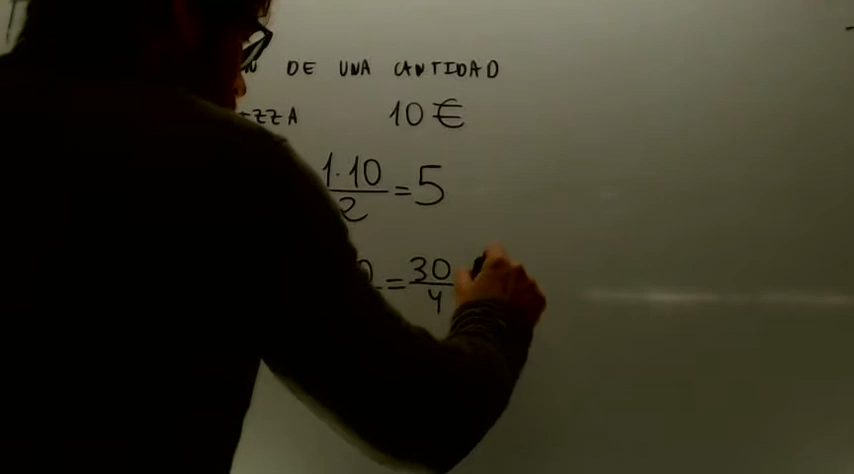 DE UNA CANTIDAD
10 €
1·10/2 = 5
= 30/4